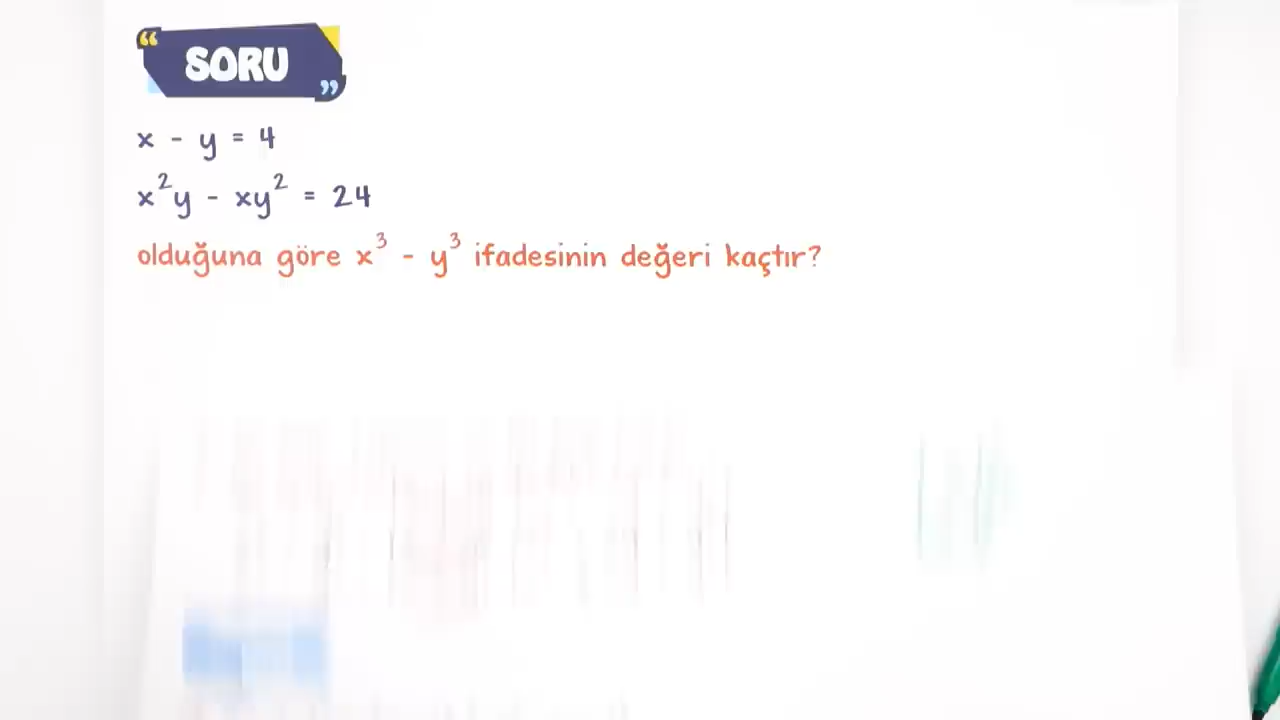 SORU
x - y = 4
x²y - xy² = 24
olduğuna göre x³ - y³ ifadesinin değeri kaçtır?